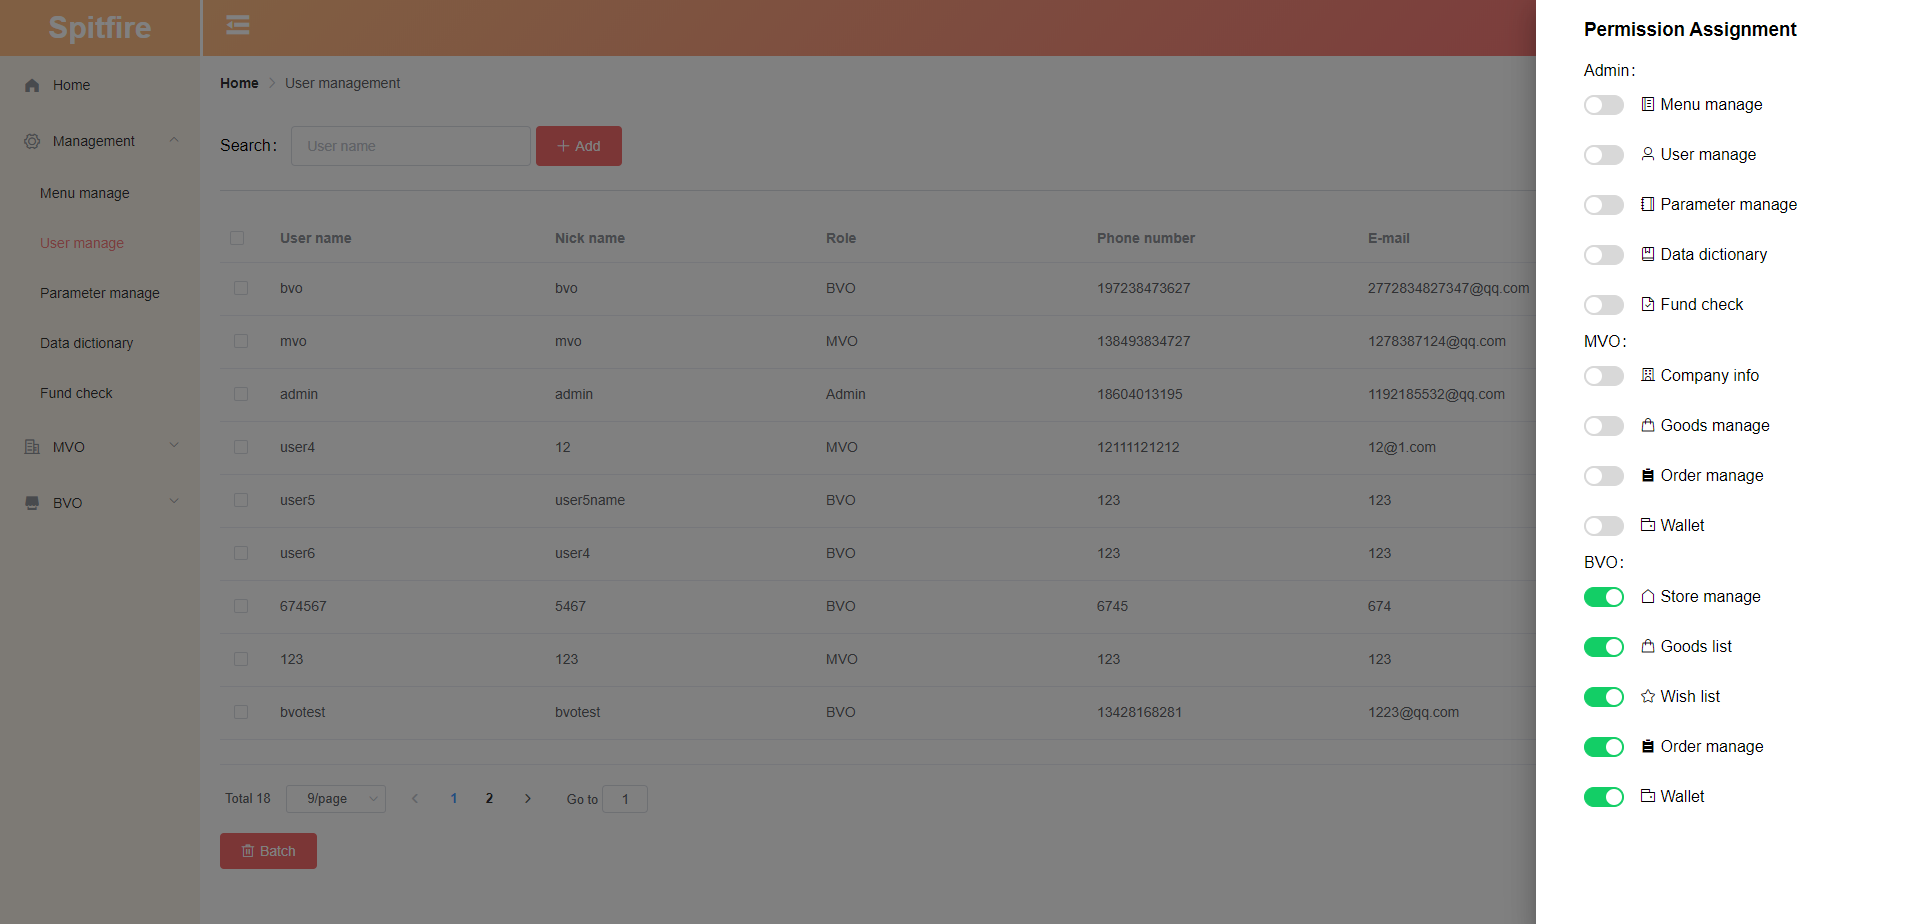 Spitfire
Home
Management
Menu manage
User manage
Parameter manage
Data dictionary
Fund check
MVO
BVO
Home > User management
Search: User name + Add
User name Nick name Role Phone number E-mail
bvo bvo BVO 197238473627 2772834827347@qq.com
mvo mvo MVO 138493834727 1278387124@qq.com
admin admin Admin 18604013195 1192185532@qq.com
user4 12 MVO 12111121212 12@1.com
user5 user5name BVO 123 123
user6 user4 BVO 123 123
674567 5467 BVO 6745 674
123 123 MVO 123 123
bvotest bvotest BVO 13428168281 1223@qq.com
Total 18 9/page < 1 2 > Go to 1
Batch
Permission Assignment
Admin:
Menu manage
User manage
Parameter manage
Data dictionary
Fund check
MVO:
Company info
Goods manage
Order manage
Wallet
BVO:
Store manage
Goods list
Wish list
Order manage
Wallet